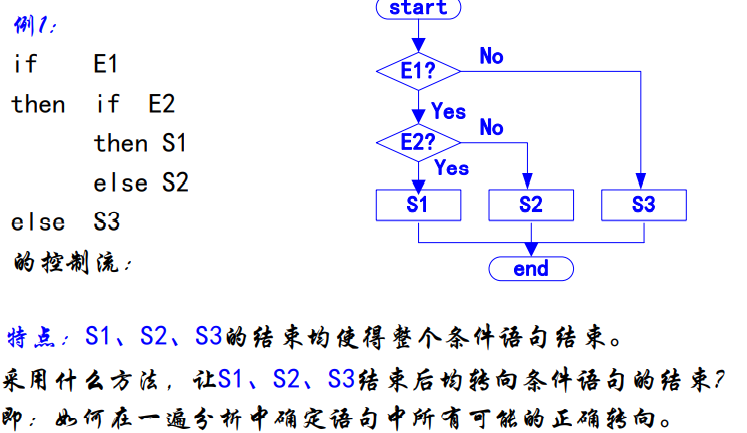 例1:
if E1
then if E2
then S1
else S2
else S3
的控制流:
start
E1?
No
Yes
E2?
No
Yes
S1
S2
S3
end
特点: S1、S2、S3的结束均使得整个条件语句结束。
采用什么方法, 让S1、S2、S3结束后均转向条件语句的结束?
即: 如何在一遍分析中确定语句中所有可能的正确转向。